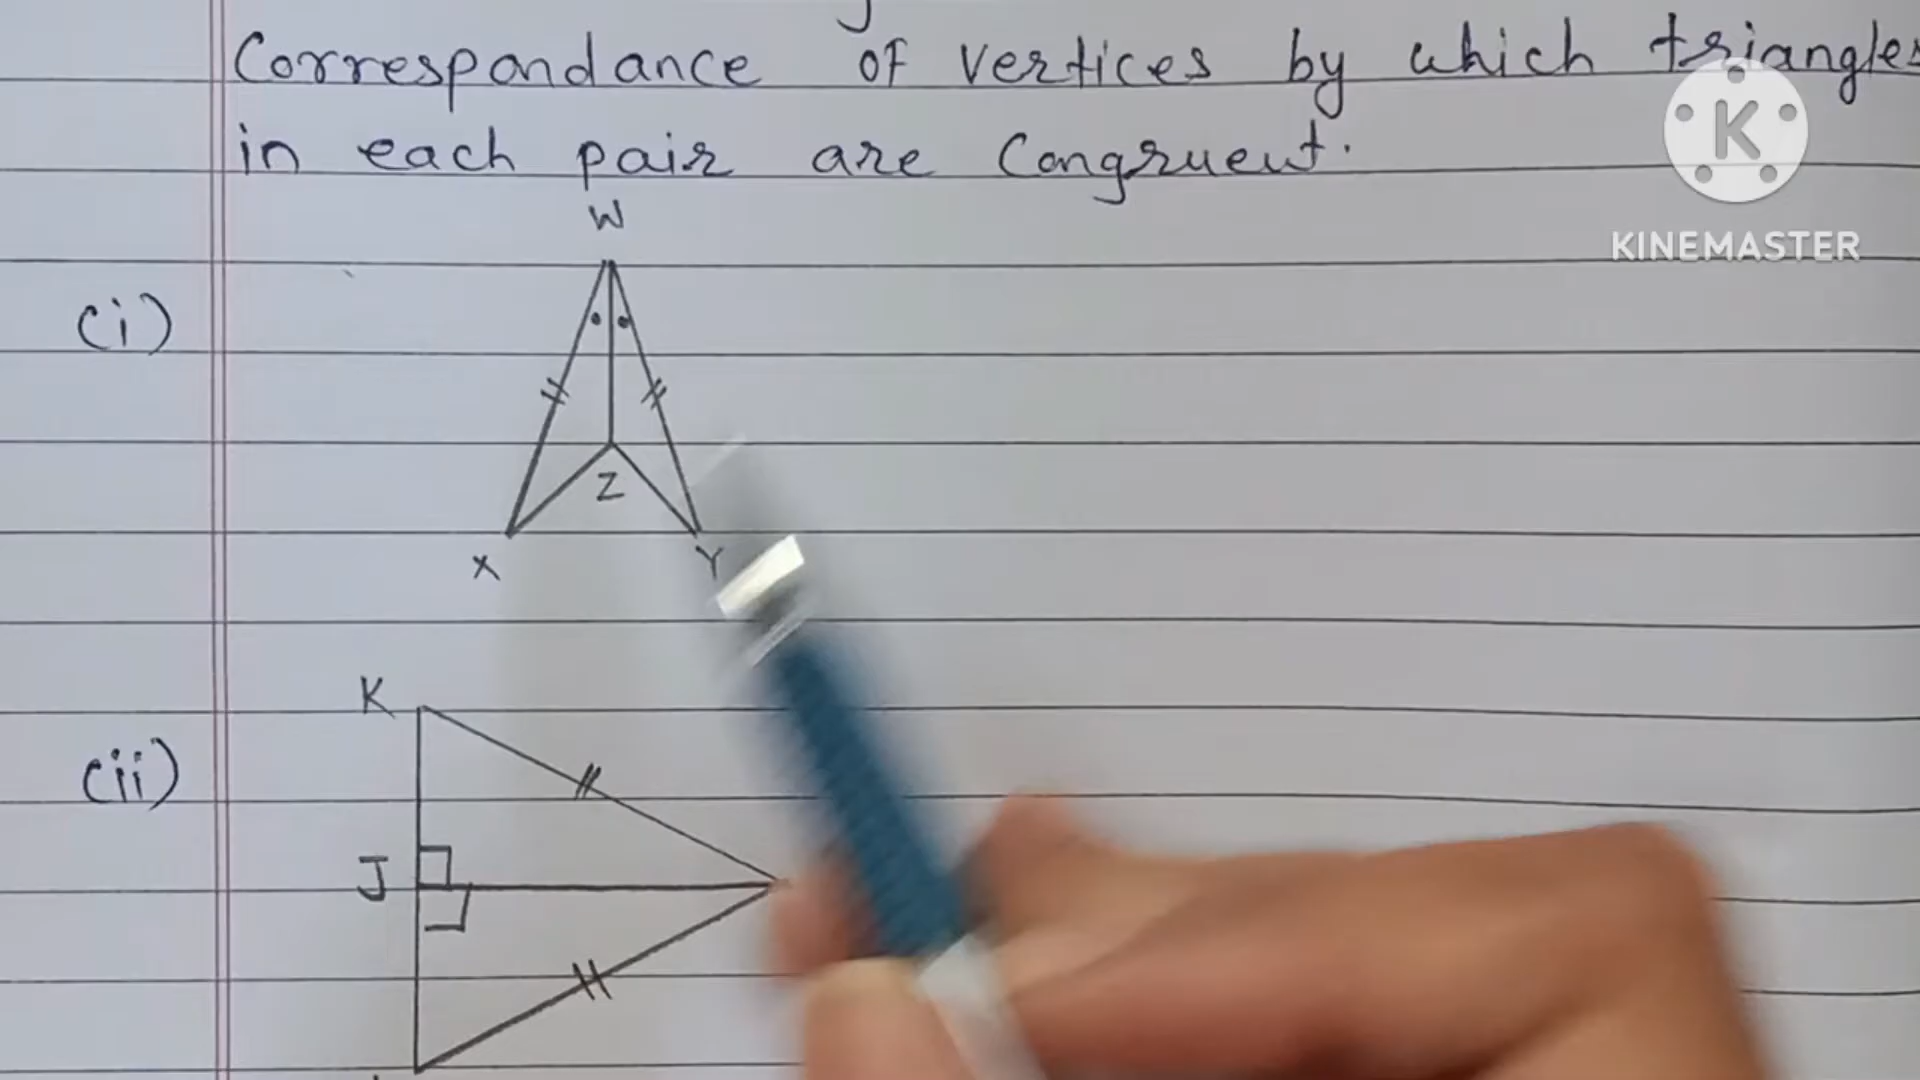 Correspondance of vertices by which triangles
in each pair are Congruent.
K
KINEMASTER
W
(i)
Z
X
Y
K
(ii)
J